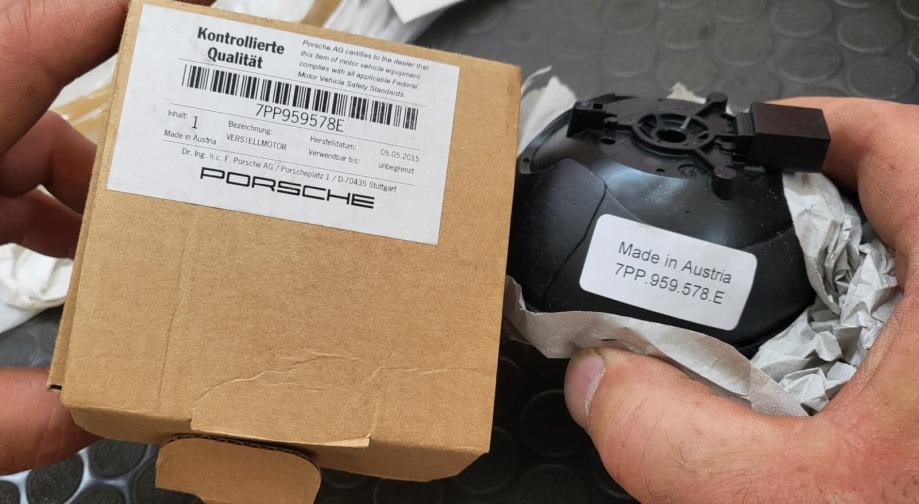 Kontrollierte
Qualität
Porsche AG certifies to the dealer that
this item of motor vehicle equipment
complies with all applicable Federal
Motor Vehicle Safety Standards.
7PP959578E
Inhalt: Bezeichnung: Herstelldatum: 05.05.2015
1 VERSTELLMOTOR Verwendbar bis: unbegrenzt
Made in Austria
Dr. Ing. h.c. F. Porsche AG / Porscheplatz 1 / D-70435 Stuttgart
PORSCHE
Made in Austria
7PP.959.578.E